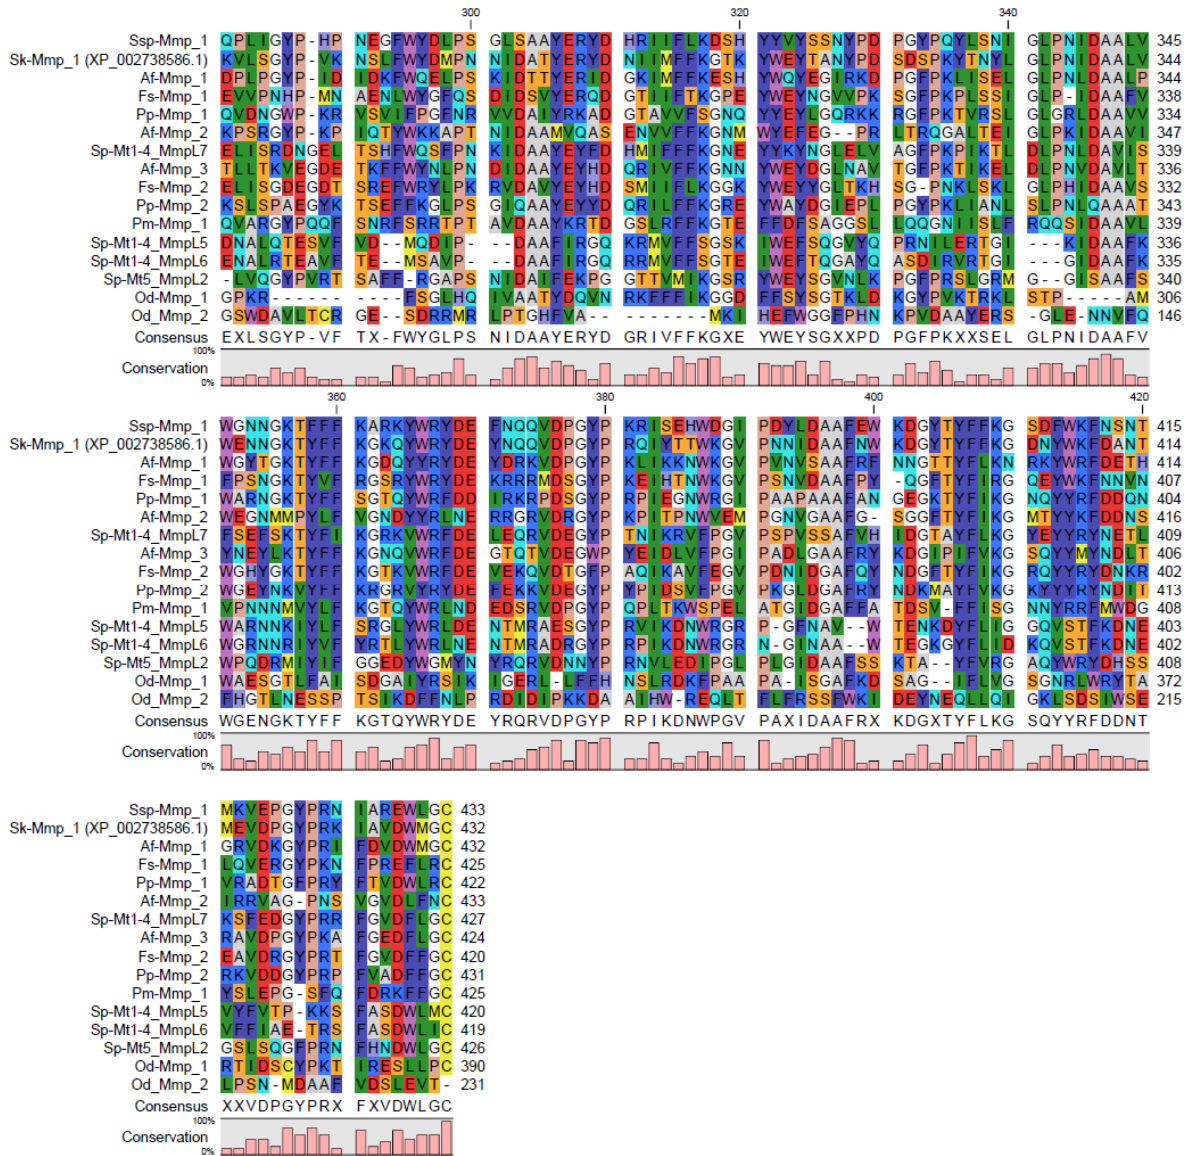 300 320 340
Ssp-Mmp_1 QPLIGYP-HP NEGFWYDLPS GLSAAYERYD HRIIFLKDSH YYVYSSNYPD PGYPQYLSNI GLPNIDAALV 345
Sk-Mmp_1 (XP_002738586.1) KVLSGYP-VK NSLFWYDMPN NIDATYERYD NIIMFFKGTK YWEYTANYPD SDSPKYTNYL GLPNIDAALV 344
Af-Mmp_1 DPLPGYP-ID IDKFWQELPS KIDTTYERID GKIMFFKESH YWQYEGIRKD PGFPKLISEL GLPNIDAALP 344
Fs-Mmp_1 EVVPNHP-MN AENLWYGFQS DIDSVYERQD GTIIFTKGPE YWEYNGVVPK SGFPKPLSSI GLP-IDAAFV 338
Pp-Mmp_1 QVDNGWP-KR VSVIFPGFNR VVDAIYLKYD GTAVVFSGNQ YYEYLGQRKK RGFPKTVRSL GLGRIDAALV 334
Af-Mmp_2 KPSRGYP-KP IQTYWKKAPT NIDAAMVQAS ENVVFFKGNM WYEFEG--PR LTRQGALTEI GLPNIDAAVI 347
Sp-Mt1-4_MmpL7 ELISRDNGEL TSHFWQSFPN KIDAAYEYFD HMIIFFKGNE YYKYNGLELV AGFPKPIKTL DLPNLDAVIS 339
Af-Mmp_3 TLLTKVEGDE TKFFWYNLPN DIDAAYEYHD QRIVFFKGNN YWEYDGLNAV TGFPKTIKEL DLPNLDAVLT 336
Fs-Mmp_2 ELISGDEGDT SREFWRYLPK RVDAVYEYHD SMIIFLKGGK YWEYYGLTKH SG-PNKLSKL GLPHIDAAVS 332
Pp-Mmp_2 KSLSPAEGYK TSEFFKGLPS GIQAAYEYYD QRIVFFKGRE YWAYDGIEPL PGYPKLIANL SLPNLQAAAT 343
Pm-Mmp_1 QVARGYPQQF SNRFSRRTPT AVDAAYKRTD GSLRFFKGTE YFDFSAGGSL LQQGNIISLF RQQSIDAAVL 339
Sp-Mt1-4_MmpL5 DNALQTESVF VD--MQDIP- --DAAFIRGQ KRMVFFSGSK IWEFSQGVYQ PRNILERTGI ---KIDAAFK 336
Sp-Mt1-4_MmpL6 ENALRTEAVF TE--MSAVP- --DAAFIQGQ RRMVFFSGTE IWEFTQGAYQ ASDIRVRTGI ---GIDAAFK 335
Sp-Mt5_MmpL2 -LVQGYPVRT SAFF-RGAPS NIDAIFEKPG GTTVMIKGSR YWEYSGVNLD PGFPRSLGRM G--GISAAFS 340
Od-Mmp_1 GPKR------ -----FSGLHQ IVAATYDQVN RKFFFIKGGD FFSYSGTKLD KGYPVKTRKL STP-----AM 306
Od_Mmp_2 GSWDAVLTCR GE--SDRRMR LPTGHFVA-- -------MKI HEFWGGFPHN KPVDAAYERS -GLE-NNVFQ 146
Consensus EXLSGYP-VF TX-FWYGLPS NIDAAYERYD GRIVFFKGXE YWEYSGXXPD PGFPKXXSEL GLPNIDAAFV
100%
Conservation
0%
360 380 400 420
Ssp-Mmp_1 WGNNGKTFFF KARKYWRYDE FNQQVDPGYP KRISEHWDGI PDYLDAAFEW KDGYTYFFKG SDFWKFNSNT 415
Sk-Mmp_1 (XP_002738586.1) WENNGKTYFF KGKQYWRYDE YNNQVDPGYP RQIYTTWKGV PNNIDAAFNW KDGYTYFFKG DNYWKFDANT 414
Af-Mmp_1 WGYTGKTYFF KGDQYYRYDE YDRKVDPGYP KLIKKNWKGV PVNVSAAFRF NNGTTYFLKN RKYWRFDETH 414
Fs-Mmp_1 FPSNGKTYVF RGSRYWRYDE KRRMDSGYP KEIHTNWKGI PSNVDAAFPY -QGFTYFIRG QEYWKFNNVN 407
Pp-Mmp_1 WARNGKTYFF SGTQYWRFDD IRKRPDSGYP RPIEGNWRGI PAAPAAAFAN GEGKTYFIRG NQYYRFDDQN 404
Af-Mmp_2 WEGNMMPYLF VGNDYYRLNE RRGRVDRGYP KPITPNWVEM PGNVGAAFG- SGGFTYFIKG MTYYKFDDNS 416
Sp-Mt1-4_MmpL7 FSEFSKTYFI KGRKVWRFDE LEQRVDPGYP TNIKRVFPGV PSPVSSAFVH IDGTAYFLKG KEYYRYNETL 409
Af-Mmp_3 YNEYLKTYFF KGNQVWRFDE GTQTVDEGWP YEIDLVFPGI PADLGAAFRY KDGIPIFVKG SQYYMYNDLT 406
Fs-Mmp_2 WGHYGKTYFF KGTKVWRFDE VEKQVDTGFP AQIKAVFEGV PDNIDGAFQY NDGFTYFIKG RQYYRYDNKR 402
Pp-Mmp_2 WGEYNKVYFF KRGRVYRYDE FEKKVDEGYP YPIDSVFPGV PKGLDGAFRY NDKMAYFVKG KYYYRYNDII 413
Pm-Mmp_1 VPNNNMVYLF KGTQYWRLND EDSRVDPGYP QPLTKWSPEL ATGIDGAFFA TDSV-FFISG NNYRRFMWDG 408
Sp-Mt1-4_MmpL5 WARNNKIYLF SRGLYWRLDE NTMRAESGYP RVIKDNWRGR P-GFNAV--W TENKDYFLIG GQVSTFKDNE 403
Sp-Mt1-4_MmpL6 WGRNNRIYVF YRTLYWRLNE NTMRADRGYP RPIKDNWRGR N-GINAA--W TEGKGYFLID KQVSTFKDNE 402
Sp-Mt5_MmpL2 WPQDRMIYIF GGEDYWGMYN YRQRVDNNYP RNVLEDIPGL PLGIDAAFSS KTA--YFVRG AQYWRYDHSS 408
Od-Mmp_1 WAESGTLFAI SDGAIYRSIK IGERL-LFFH NSLRDKFPAA PA-ISGAFKD SAG-IFLVG SGNRLWRYTA 372
Od_Mmp_2 FHGTLNESSP TSIKDFFNLP RDIDIPKKDA AIHW-REQLT FLFRSSFWKI DEYNEQLLQI GKLSDSIWSE 215
Consensus WGENGKTYFF KGTQYWRYDE YRQRVDPGYP RPIKDNWPGV PAXIDAAFRX KDGXTYFLKG SQYYRFDDNT
100%
Conservation
0%
Ssp-Mmp_1 MKVEPGYPRN IAREWLGC 433
Sk-Mmp_1 (XP_002738586.1) MEVDPGYPRK IAVDWMGC 432
Af-Mmp_1 GRVDKGYPRI FDVDWMGC 432
Fs-Mmp_1 LQVERGYPKN FPREFLRC 425
Pp-Mmp_1 VRADTGFPRY FTVDWLRC 422
Af-Mmp_2 IRRVAG-PNS VGVDLFNC 433
Sp-Mt1-4_MmpL7 KSFEDGYPRR FGVDFLGC 427
Af-Mmp_3 RAVDPGYPKA FGEDFLGC 424
Fs-Mmp_2 EAVDRGYPRT FGVDFFGC 420
Pp-Mmp_2 RKVDDGYPRP FVADFFGC 431
Pm-Mmp_1 YSLEPG-SFQ FDRKFFGC 425
Sp-Mt1-4_MmpL5 VYFVTP-KKS FASDWLMC 420
Sp-Mt1-4_MmpL6 VFFIAE-TRS FASDWLIC 419
Sp-Mt5_MmpL2 GSLSQGFPRN FHNDWLGC 426
Od-Mmp_1 RTIDSCYPKT IRESLLPC 390
Od_Mmp_2 LPSN-MDAAF VDSLEVT- 231
Consensus XXVDPGYPRX FXVDWLGC
100%
Conservation
0%